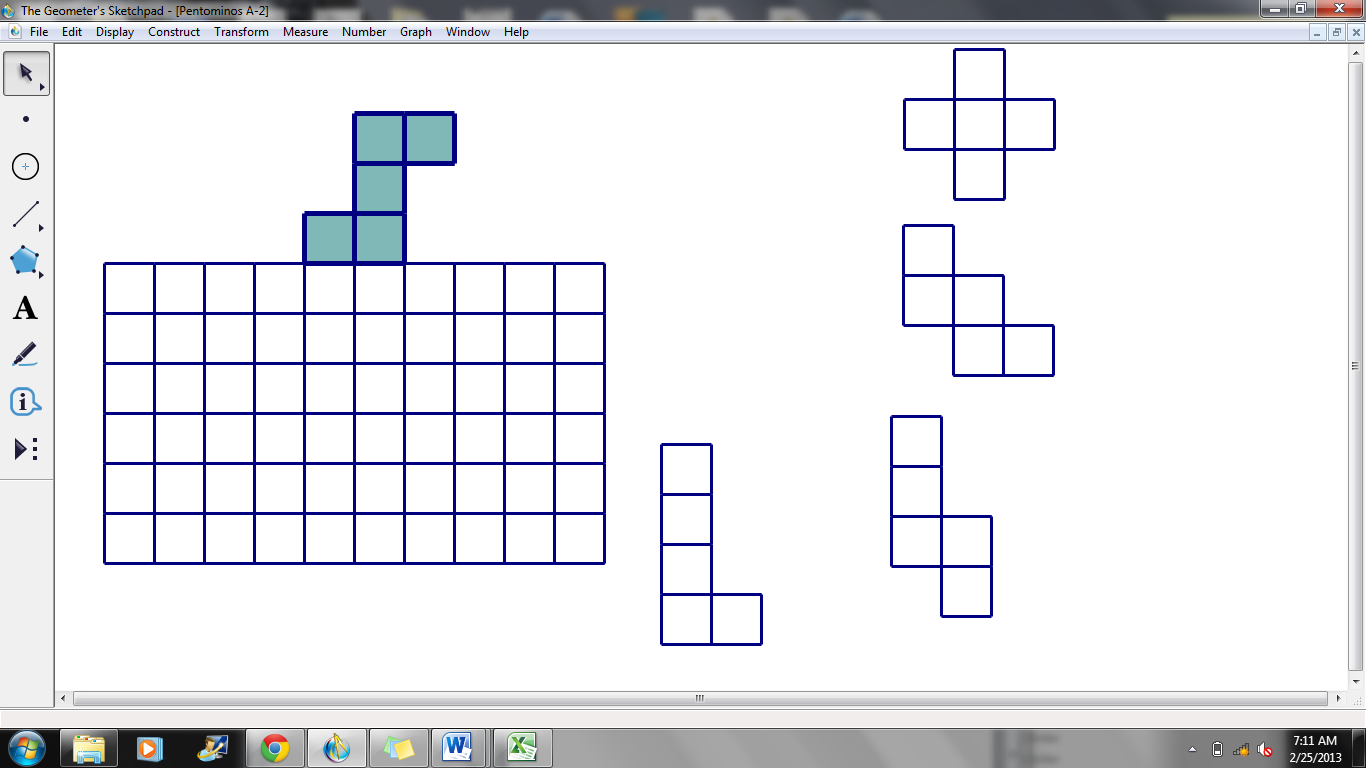 The Geometer's Sketchpad - [Pentominos A-2]
File Edit Display Construct Transform Measure Number Graph Window Help
A
7:11 AM
2/25/2013